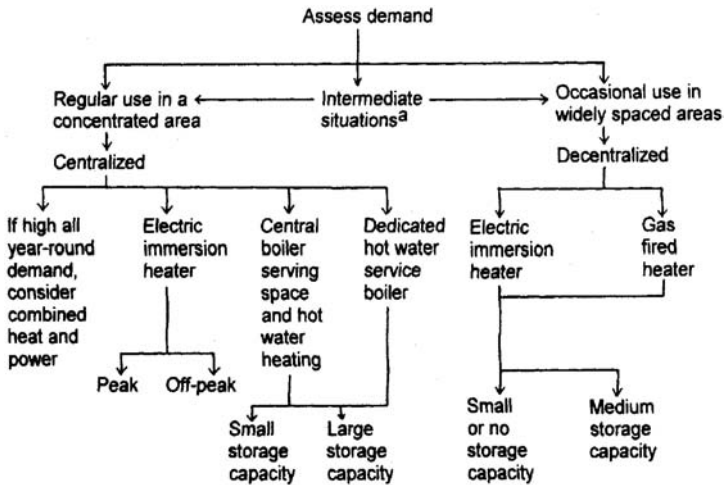 Assess demand
Regular use in a
concentrated area
Intermediate
situationsa
Occasional use in
widely spaced areas
Centralized
Decentralized
If high all
year-round
demand,
consider
combined
heat and
power
Electric
immersion
heater
Central
boiler
serving
space
and hot
water
heating
Dedicated
hot water
service
boiler
Electric
immersion
heater
Gas
fired
heater
Peak
Off-peak
Small
storage
capacity
Large
storage
capacity
Small
or no
storage
capacity
Medium
storage
capacity